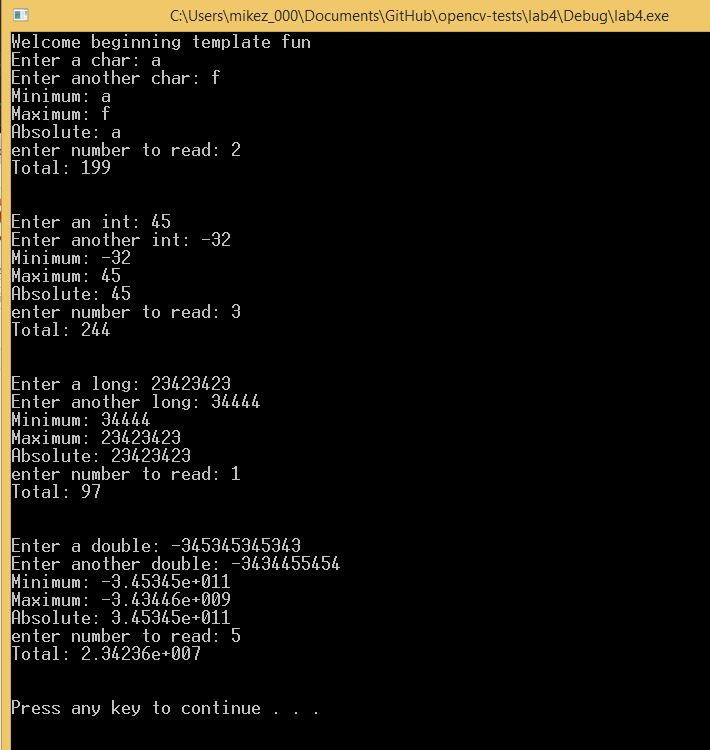 C:\Users\mikez_000\Documents\GitHub\opencv-tests\lab4\Debug\lab4.exe
Welcome beginning template fun
Enter a char: a
Enter another char: f
Minimum: a
Maximum: f
Absolute: a
enter number to read: 2
Total: 199
Enter an int: 45
Enter another int: -32
Minimum: -32
Maximum: 45
Absolute: 45
enter number to read: 3
Total: 244
Enter a long: 23423423
Enter another long: 34444
Minimum: 34444
Maximum: 23423423
Absolute: 23423423
enter number to read: 1
Total: 97
Enter a double: -345345345343
Enter another double: -3434455454
Minimum: -3.45345e+011
Maximum: -3.43446e+009
Absolute: 3.45345e+011
enter number to read: 5
Total: 2.34236e+007
Press any key to continue . . .